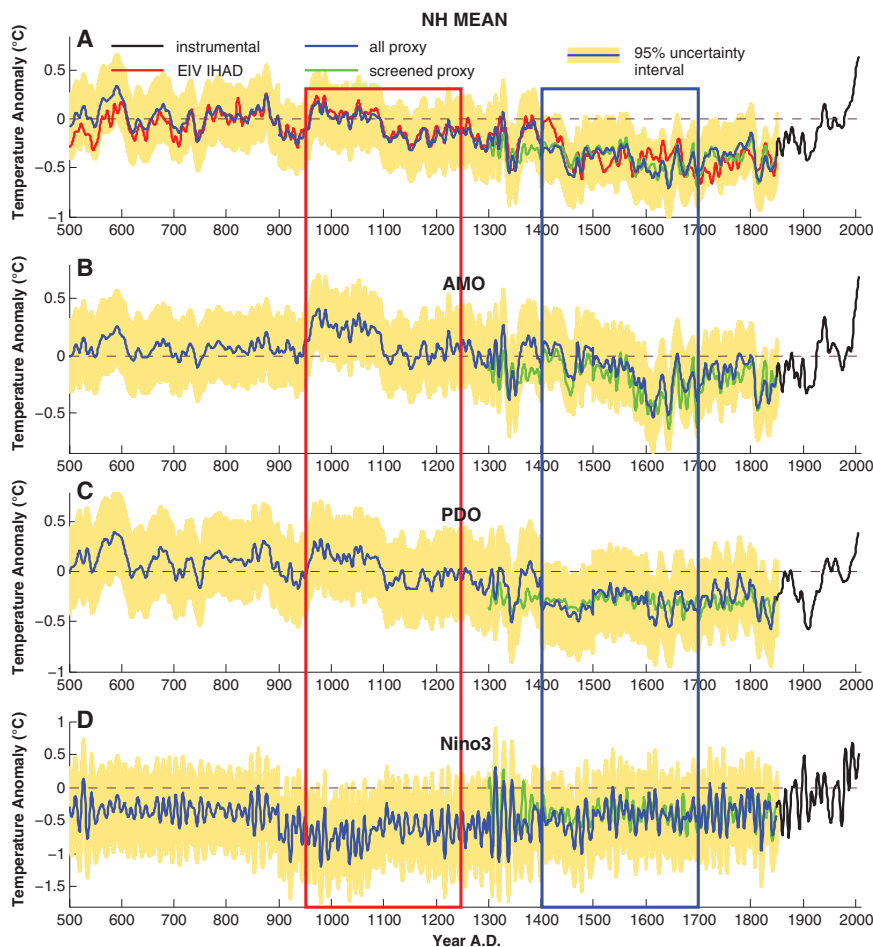 NH MEAN
A
instrumental
all proxy
95% uncertainty
interval
EIV IHAD
screened proxy
Temperature Anomaly (°C)
0.5
0
−0.5
−1
500 600 700 800 900 1000 1100 1200 1300 1400 1500 1600 1700 1800 1900 2000
B
AMO
Temperature Anomaly (°C)
0.5
0
−0.5
500 600 700 800 900 1000 1100 1200 1300 1400 1500 1600 1700 1800 1900 2000
C
PDO
Temperature Anomaly (°C)
0.5
0
−0.5
−1
500 600 700 800 900 1000 1100 1200 1300 1400 1500 1600 1700 1800 1900 2000
D
Nino3
Temperature Anomaly (°C)
1
0.5
0
−0.5
−1
−1.5
500 600 700 800 900 1000 1100 1200 1300 1400 1500 1600 1700 1800 1900 2000
Year A.D.